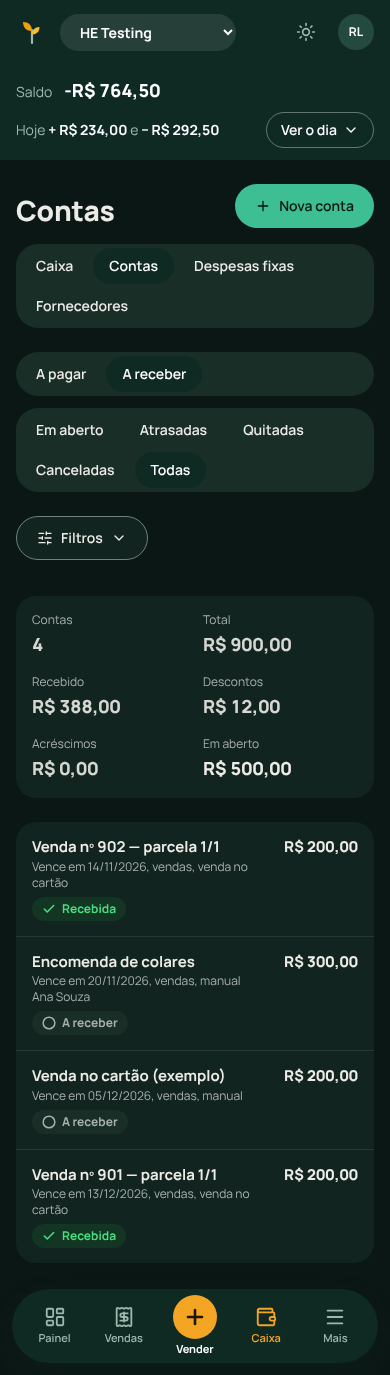 HE Testing
RL
Saldo -R$ 764,50
Hoje + R$ 234,00 e − R$ 292,50
Ver o dia
Contas
Nova conta
Caixa Contas Despesas fixas
Fornecedores
A pagar A receber
Em aberto Atrasadas Quitadas
Canceladas Todas
Filtros
Contas Total
4 R$ 900,00
Recebido Descontos
R$ 388,00 R$ 12,00
Acréscimos Em aberto
R$ 0,00 R$ 500,00
Venda nº 902 — parcela 1/1 R$ 200,00
Vence em 14/11/2026, vendas, venda no
cartão
Recebida
Encomenda de colares R$ 300,00
Vence em 20/11/2026, vendas, manual
Ana Souza
A receber
Venda no cartão (exemplo) R$ 200,00
Vence em 05/12/2026, vendas, manual
A receber
Venda nº 901 — parcela 1/1 R$ 200,00
Vence em 13/12/2026, vendas, venda no
cartão
Recebida
Painel Vendas Vender Caixa Mais